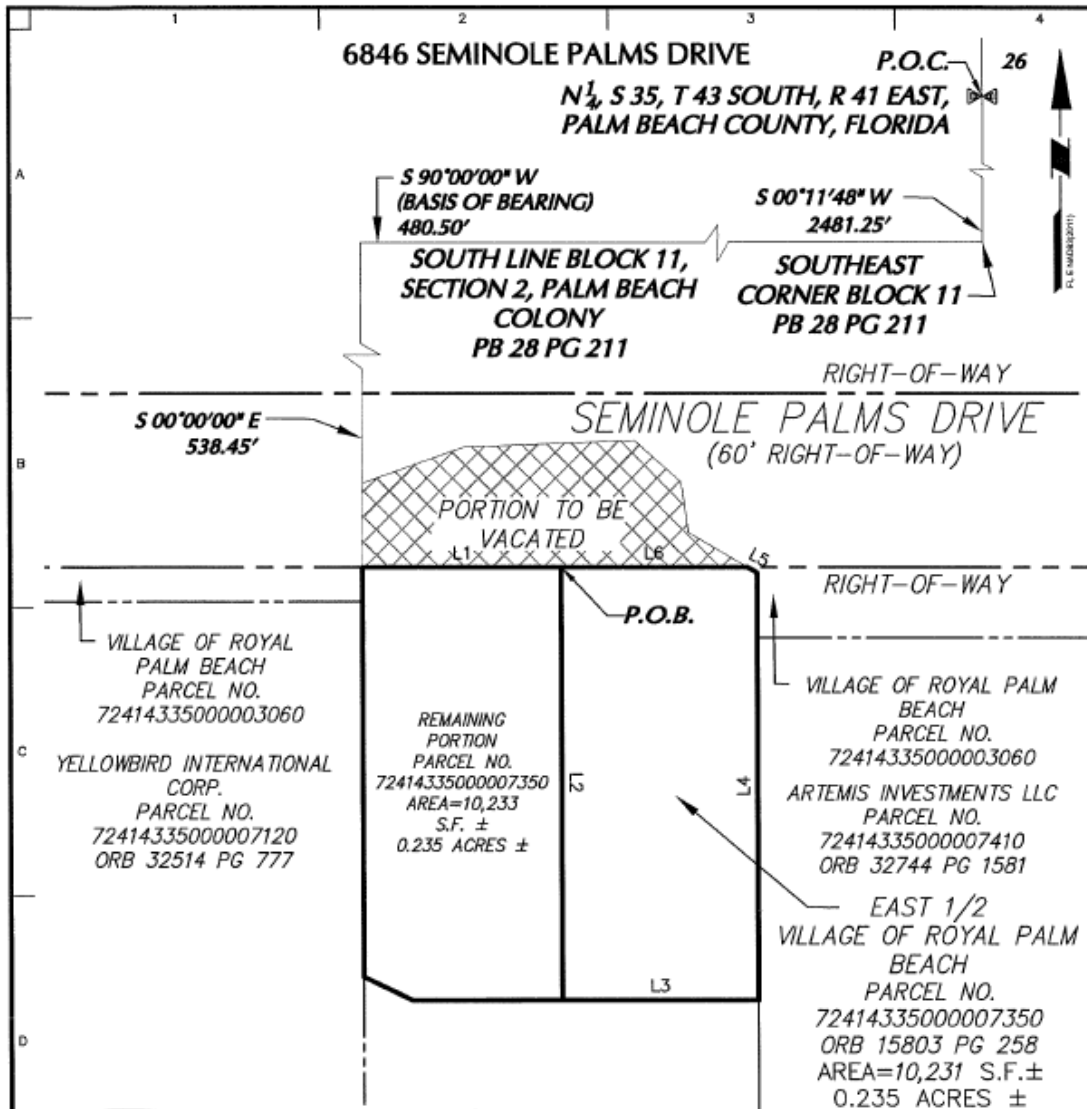 1
2
3
4
6846 SEMINOLE PALMS DRIVE
P.O.C.
26
N 1/4, S 35, T 43 SOUTH, R 41 EAST,
PALM BEACH COUNTY, FLORIDA
A
S 90°00'00" W
(BASIS OF BEARING)
480.50'
S 00°11'48" W
2481.25'
FL E NAD83(2011)
SOUTH LINE BLOCK 11,
SECTION 2, PALM BEACH
COLONY
PB 28 PG 211
SOUTHEAST
CORNER BLOCK 11
PB 28 PG 211
RIGHT-OF-WAY
SEMINOLE PALMS DRIVE
(60' RIGHT-OF-WAY)
S 00°00'00" E
538.45'
B
PORTION TO BE
VACATED
L1
L6
L5
RIGHT-OF-WAY
P.O.B.
VILLAGE OF ROYAL
PALM BEACH
PARCEL NO.
72414335000003060
YELLOWBIRD INTERNATIONAL
CORP.
PARCEL NO.
72414335000007120
ORB 32514 PG 777
C
REMAINING
PORTION
PARCEL NO.
72414335000007350
AREA=10,233
S.F. ±
0.235 ACRES ±
L2
L4
VILLAGE OF ROYAL PALM
BEACH
PARCEL NO.
72414335000003060
ARTEMIS INVESTMENTS LLC
PARCEL NO.
72414335000007410
ORB 32744 PG 1581
EAST 1/2
VILLAGE OF ROYAL PALM
BEACH
PARCEL NO.
72414335000007350
ORB 15803 PG 258
AREA=10,231 S.F.±
0.235 ACRES ±
L3
D